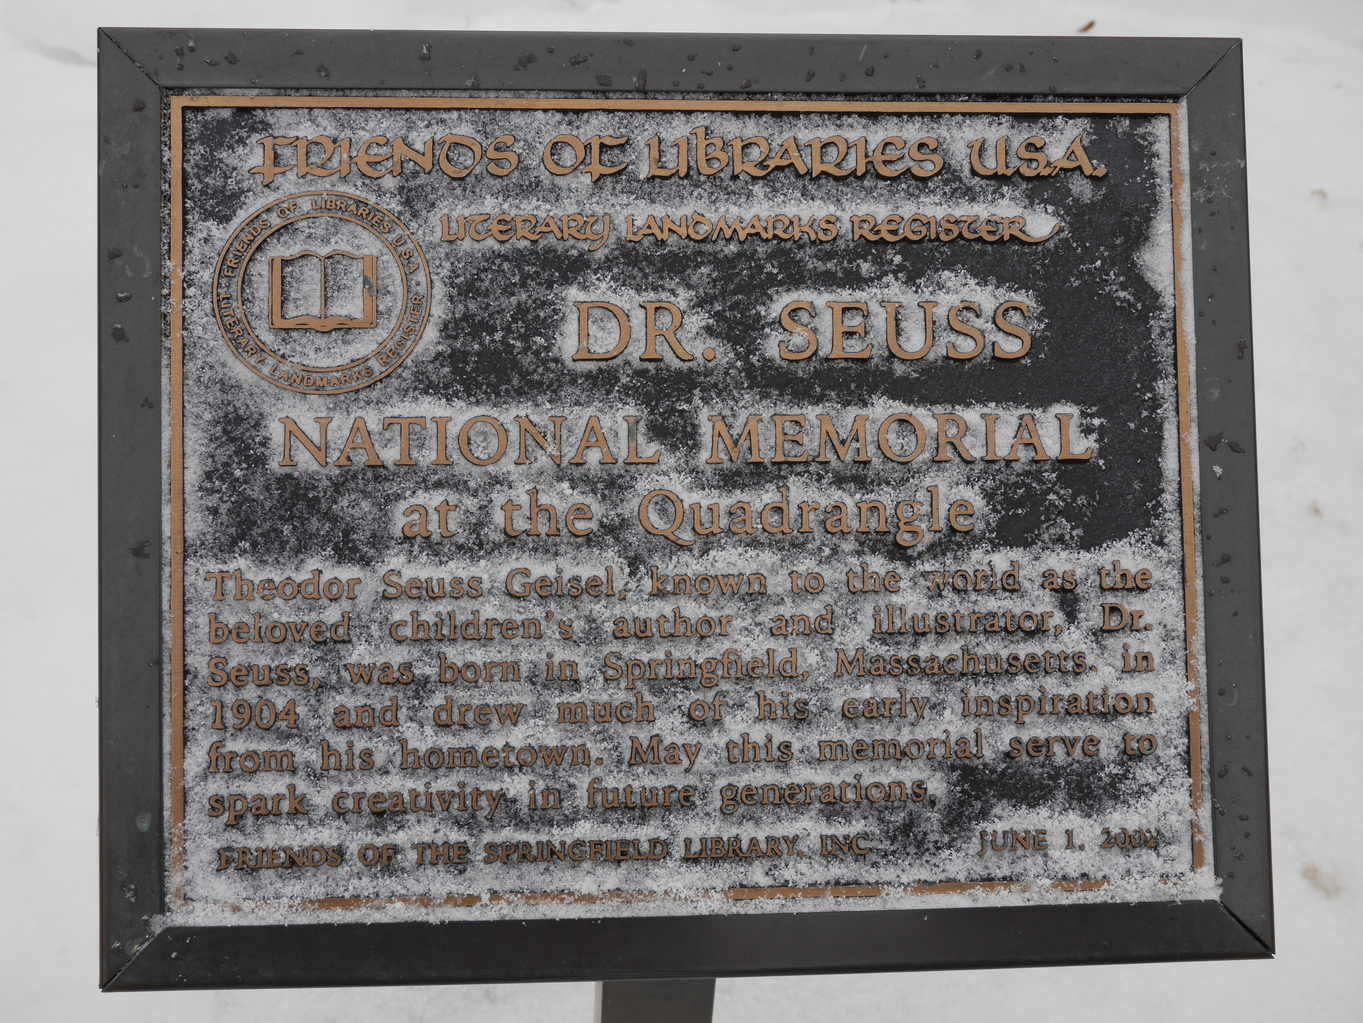 FRIENDS OF LIBRARIES U.S.A.
LITERARY LANDMARKS REGISTER
FRIENDS OF LIBRARIES U.S.A.
LITERARY LANDMARKS REGISTER
DR. SEUSS
NATIONAL MEMORIAL
at the Quadrangle
Theodor Seuss Geisel, known to the world as the
beloved children's author and illustrator, Dr.
Seuss, was born in Springfield, Massachusetts, in
1904 and drew much of his early inspiration
from his hometown. May this memorial serve to
spark creativity in future generations.
FRIENDS OF THE SPRINGFIELD LIBRARY, INC
JUNE 1, 2002